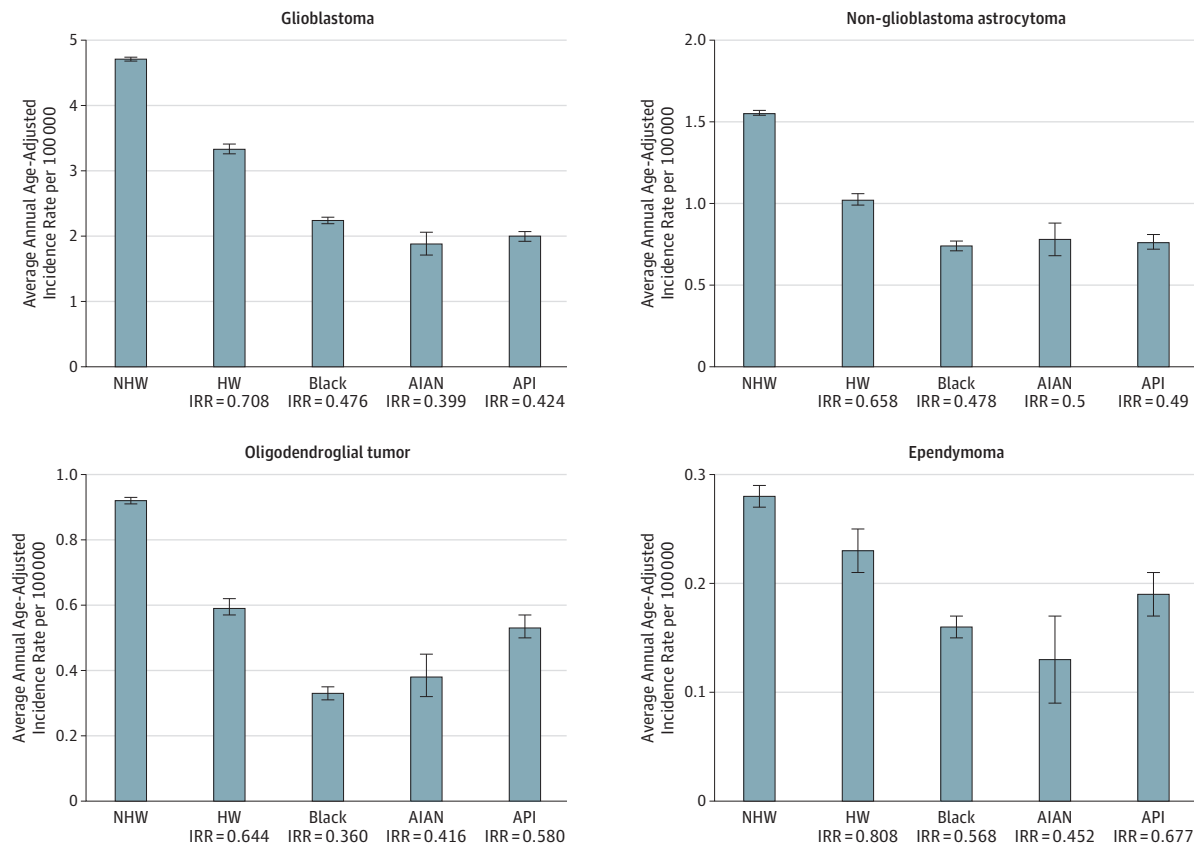 Glioblastoma
5
4
3
2
1
0
Average Annual Age-Adjusted
Incidence Rate per 100 000
NHW
HW
IRR = 0.708
Black
IRR = 0.476
AIAN
IRR = 0.399
API
IRR = 0.424
Non-glioblastoma astrocytoma
2.0
1.5
1.0
0.5
0
Average Annual Age-Adjusted
Incidence Rate per 100 000
NHW
HW
IRR = 0.658
Black
IRR = 0.478
AIAN
IRR = 0.5
API
IRR = 0.49
Oligodendroglial tumor
1.0
0.8
0.6
0.4
0.2
0
Average Annual Age-Adjusted
Incidence Rate per 100 000
NHW
HW
IRR = 0.644
Black
IRR = 0.360
AIAN
IRR = 0.416
API
IRR = 0.580
Ependymoma
0.3
0.2
0.1
0
Average Annual Age-Adjusted
Incidence Rate per 100 000
NHW
HW
IRR = 0.808
Black
IRR = 0.568
AIAN
IRR = 0.452
API
IRR = 0.677